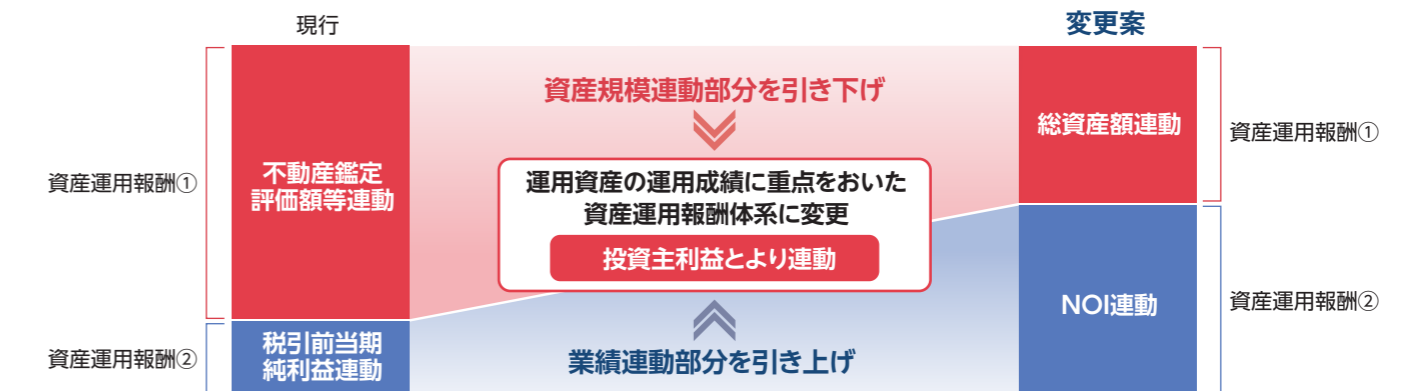 現行
変更案
資産運用報酬①
不動産鑑定
評価額等連動
資産規模連動部分を引き下げ
総資産額連動
資産運用報酬①
運用資産の運用成績に重点をおいた
資産運用報酬体系に変更
投資主利益とより連動
資産運用報酬②
税引前当期
純利益連動
業績連動部分を引き上げ
NOI連動
資産運用報酬②